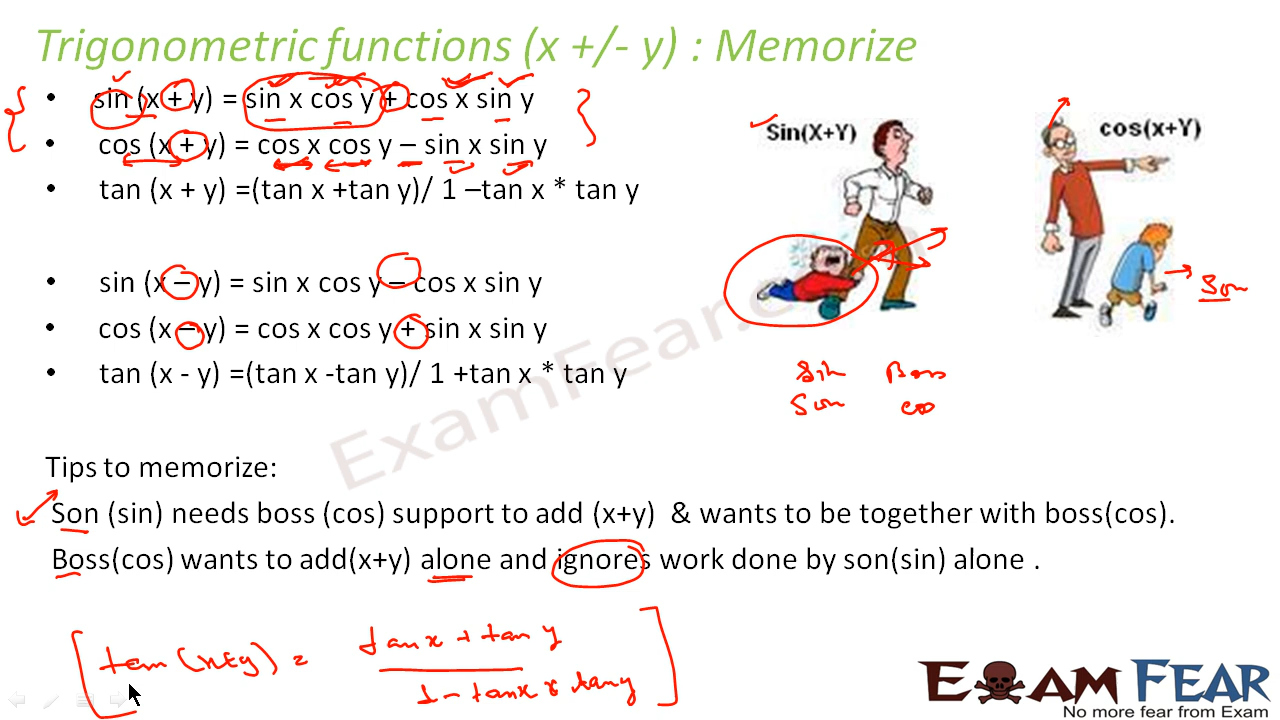 Trigonometric functions (x +/- y) : Memorize
• sin (x + y) = sin x cos y + cos x sin y
• cos (x + y) = cos x cos y – sin x sin y
• tan (x + y) =(tan x +tan y)/ 1 –tan x * tan y
• sin (x – y) = sin x cos y – cos x sin y
• cos (x – y) = cos x cos y + sin x sin y
• tan (x - y) =(tan x -tan y)/ 1 +tan x * tan y
Sin(X+Y)
cos(x+Y)
Son
Sin Boss
Son cos
Tips to memorize:
Son (sin) needs boss (cos) support to add (x+y) & wants to be together with boss(cos).
Boss(cos) wants to add(x+y) alone and ignores work done by son(sin) alone .
tan (x+y) = tan x + tan y
1 - tan x x tan y
ExamFear.c
EXAM FEAR
No more fear from Exam